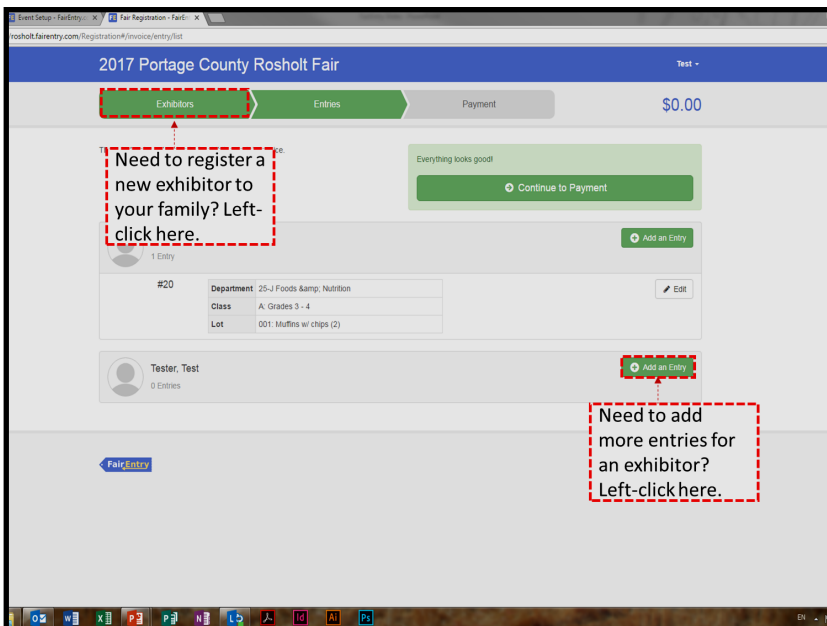 Event Setup - FairEntry... X
Fair Registration - FairEn X
rosholt.fairentry.com/Registration#/invoice/entry/list
2017 Portage County Rosholt Fair
Test
Exhibitors
Entries
Payment
$0.00
Need to register a
new exhibitor to
your family? Left-
click here.
Everything looks good!
Continue to Payment
Add an Entry
1 Entry
#20
Department 25-J Foods &amp; Nutrition
Edit
Class A: Grades 3 - 4
Lot 001: Muffins w/ chips (2)
Tester, Test
Add an Entry
0 Entries
Need to add
more entries for
an exhibitor?
Left-click here.
FairEntry
Id Ai Ps
EN